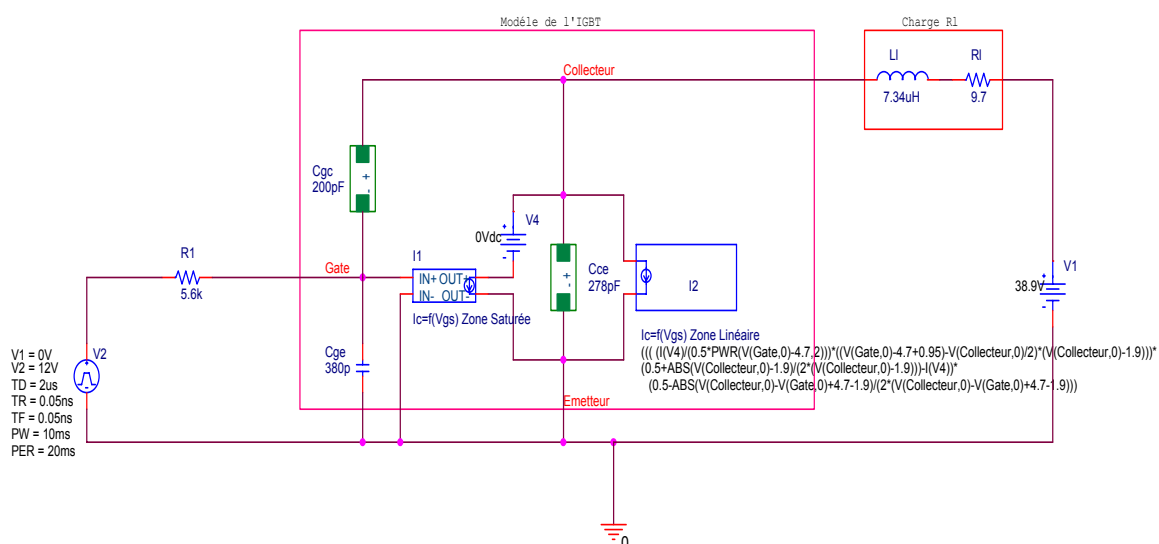 Modéle de l'IGBT
Charge Rl
Collecteur
Ll
Rl
7.34uH
9.7
Cgc
200pF
+
-
V4
0Vdc
+
-
R1
5.6k
Gate
I1
IN+ OUT+
IN- OUT-
Cce
278pF
+
-
I2
V1
38.9V
+
-
Ic=f(Vgs) Zone Saturée
Ic=f(Vgs) Zone Linéaire
((( (I(V4)/(0.5*PWR(V(Gate,0)-4.7,2)))*((V(Gate,0)-4.7+0.95)-V(Collecteur,0)/2)*(V(Collecteur,0)-1.9)))*
(0.5+ABS(V(Collecteur,0)-1.9)/(2*(V(Collecteur,0)-1.9)))-I(V4))*
(0.5-ABS(V(Collecteur,0)-V(Gate,0)+4.7-1.9)/(2*(V(Collecteur,0)-V(Gate,0)+4.7-1.9)))
Cge
380p
V2
+
-
V1 = 0V
V2 = 12V
TD = 2us
TR = 0.05ns
TF = 0.05ns
PW = 10ms
PER = 20ms
Emetteur
0